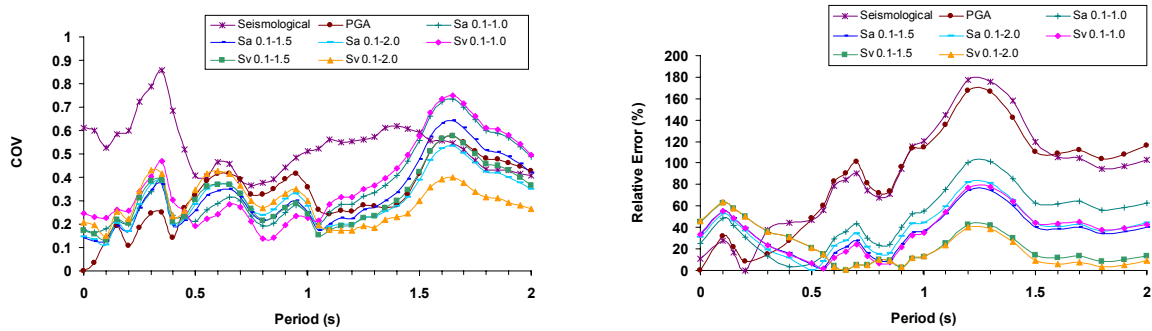 Seismological PGA Sa 0.1-1.0
Sa 0.1-1.5 Sa 0.1-2.0 Sv 0.1-1.0
Sv 0.1-1.5 Sv 0.1-2.0
1
0.9
0.8
0.7
0.6
0.5
0.4
0.3
0.2
0.1
0
COV
0 0.5 1 1.5 2
Period (s)
Seismological PGA Sa 0.1-1.0
Sa 0.1-1.5 Sa 0.1-2.0 Sv 0.1-1.0
Sv 0.1-1.5 Sv 0.1-2.0
200
180
160
140
120
100
80
60
40
20
0
Relative Error (%)
0 0.5 1 1.5 2
Period (s)